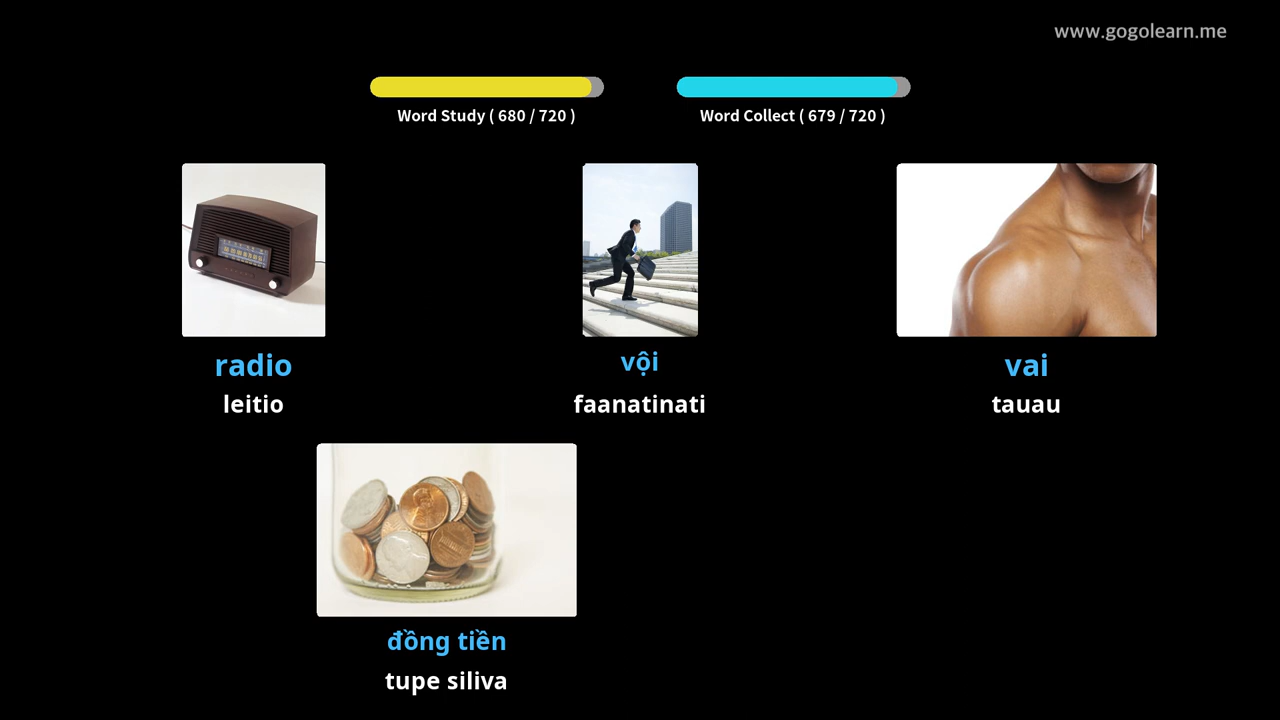 www.gogolearn.me
Word Study ( 680 / 720 )
Word Collect ( 679 / 720 )
radio
leitio
vội
faanatinati
vai
tauau
đồng tiền
tupe siliva